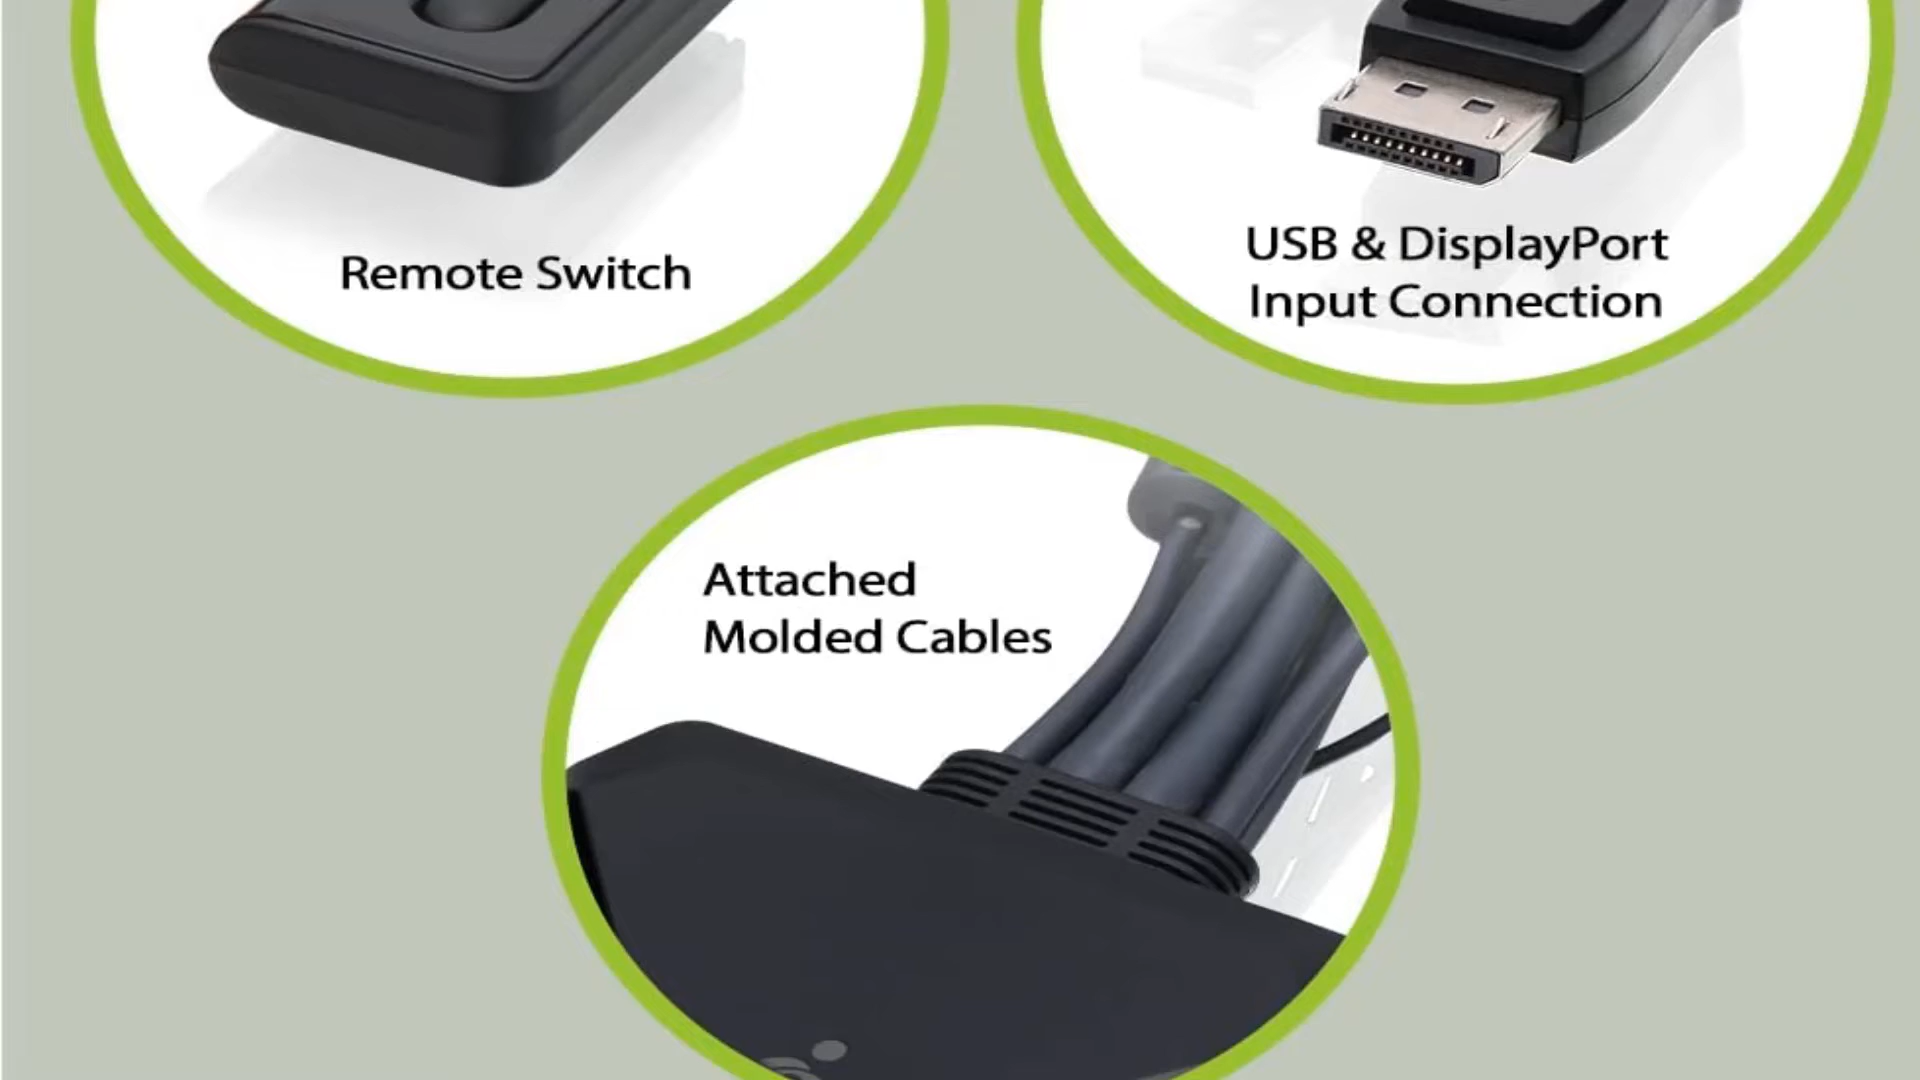 Remote Switch
USB & DisplayPort
Input Connection
Attached
Molded Cables